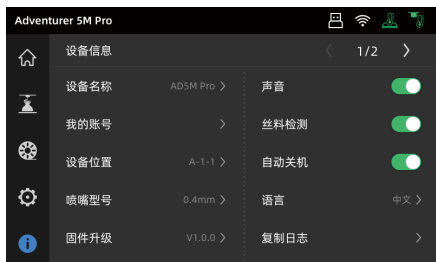 Adventurer 5M Pro
设备信息
1/2
设备名称 AD5M Pro
声音
我的账号
丝料检测
设备位置 A-1-1
自动关机
喷嘴型号 0.4mm
语言 中文
固件升级 V1.0.0
复制日志